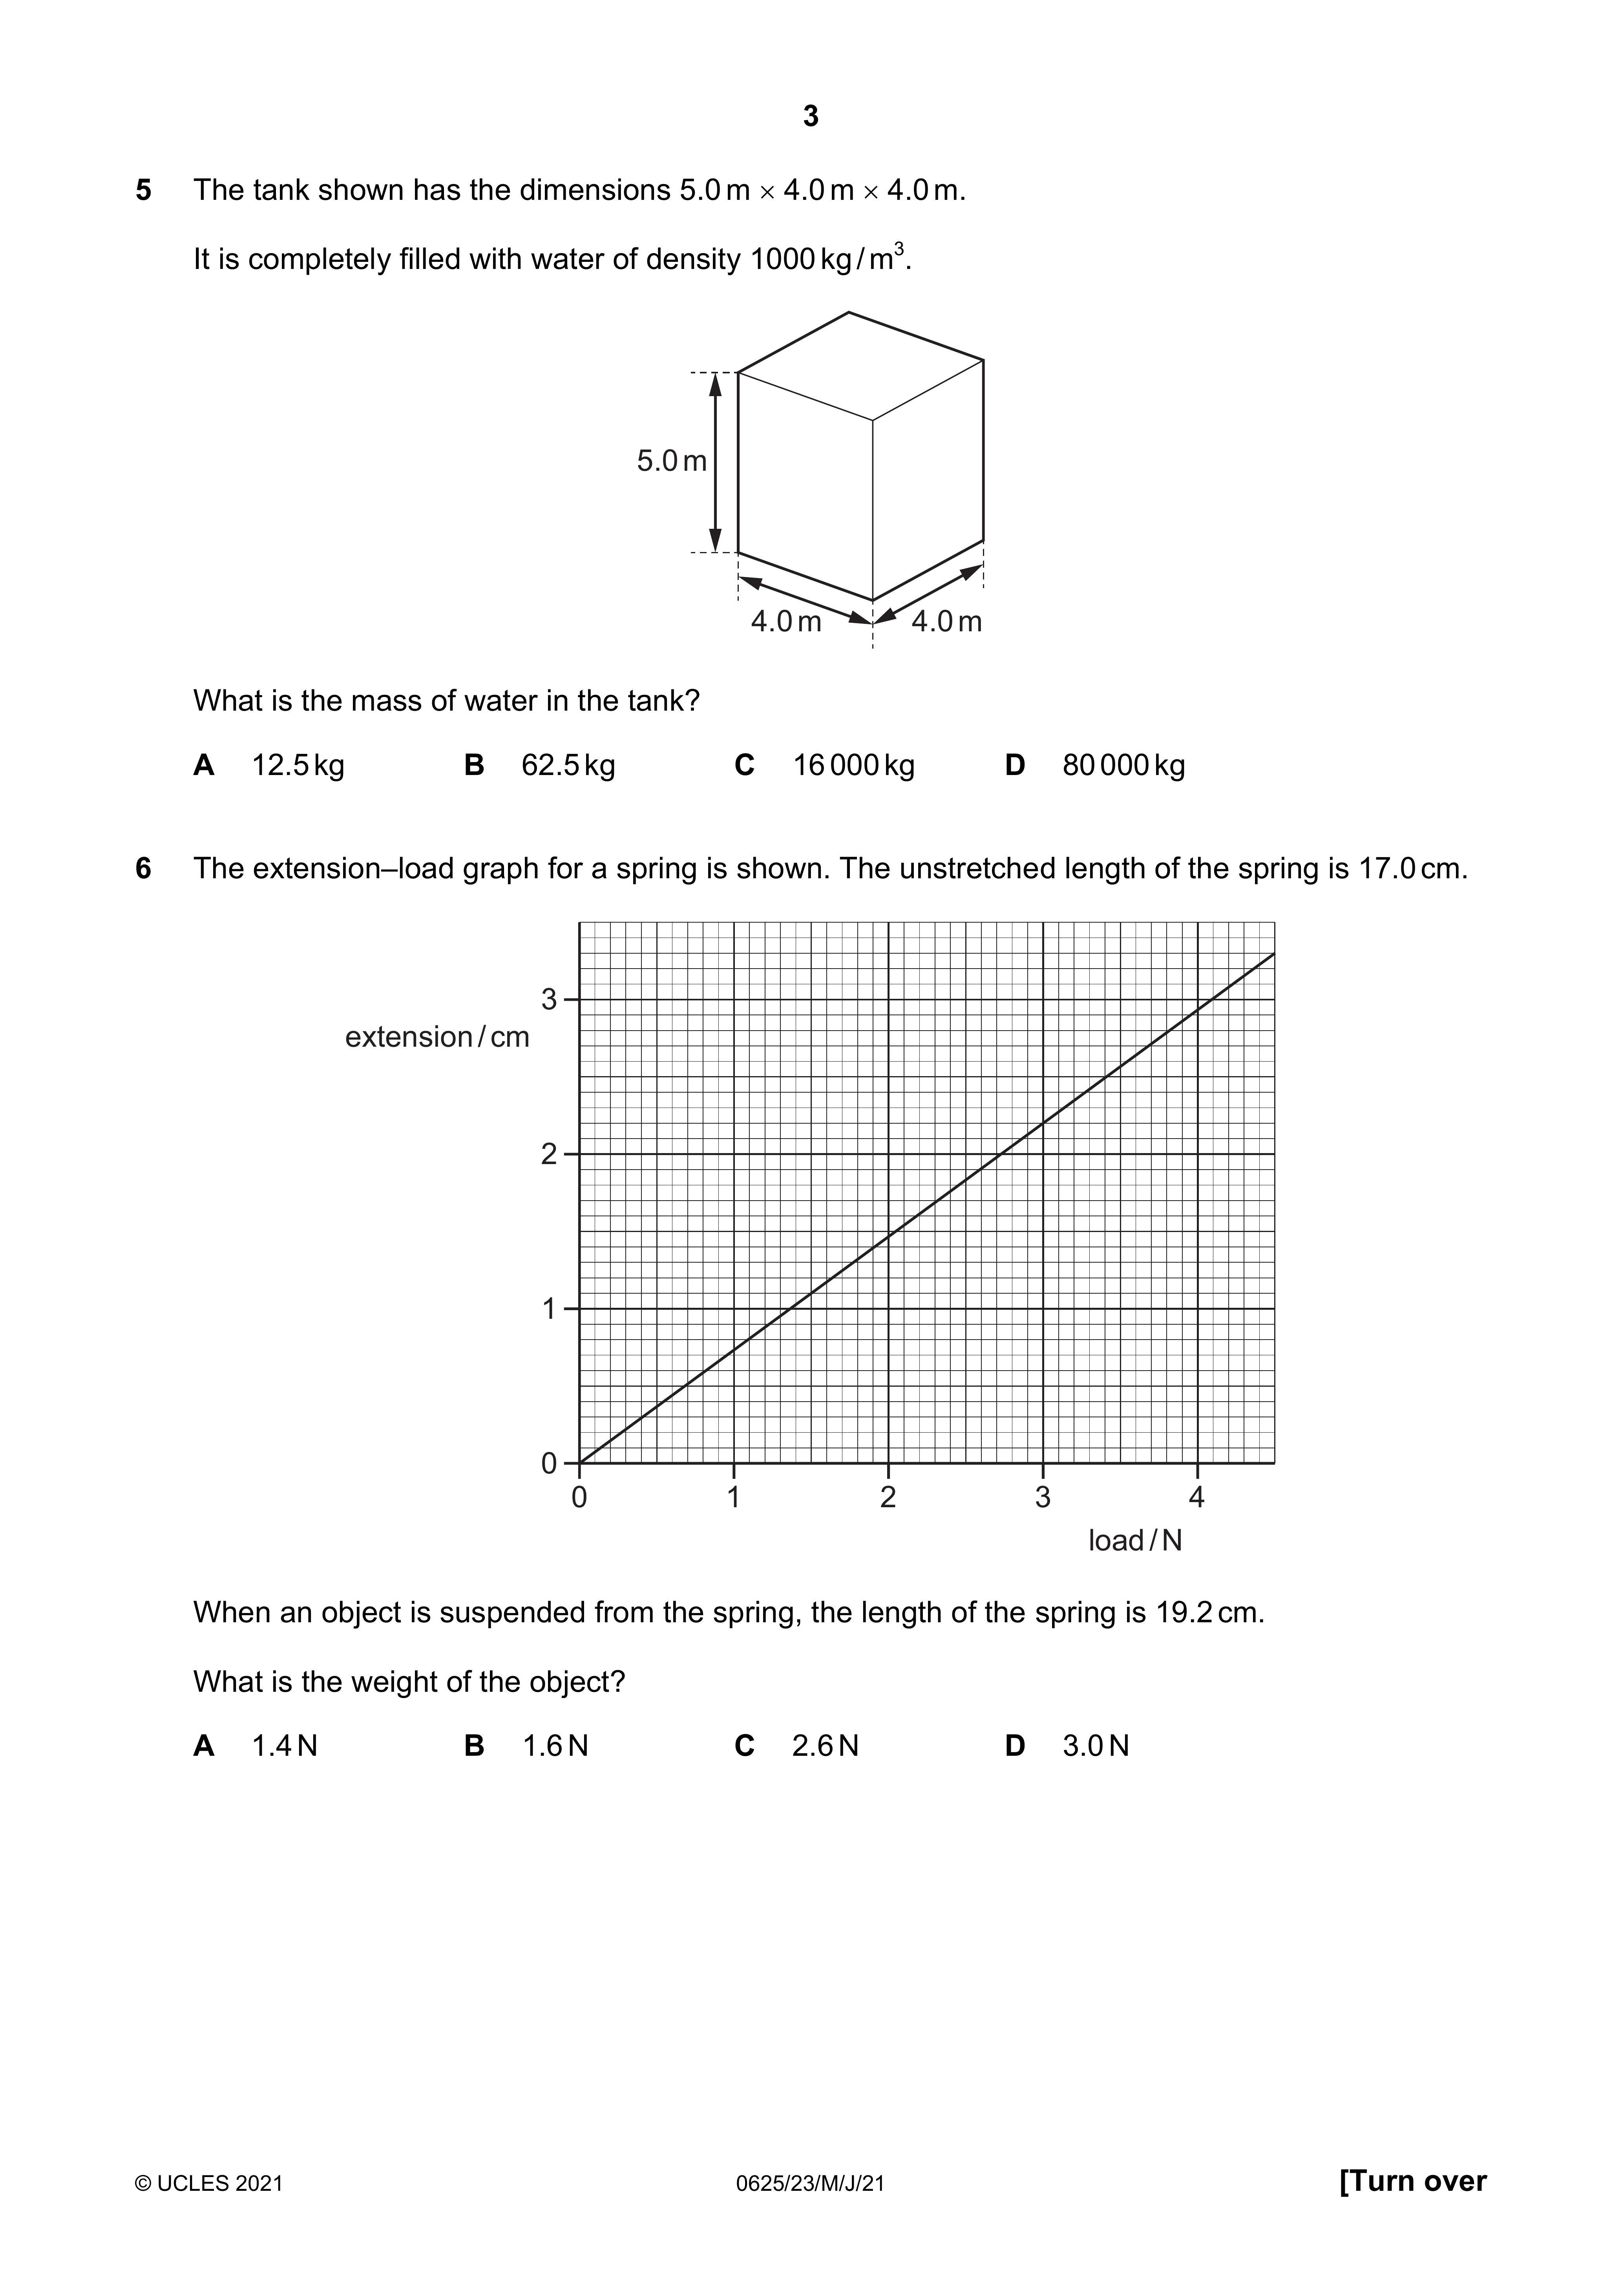 3
5 The tank shown has the dimensions 5.0 m × 4.0 m × 4.0 m.
It is completely filled with water of density 1000 kg / m³.
5.0 m
4.0 m 4.0 m
What is the mass of water in the tank?
A 12.5 kg B 62.5 kg C 16 000 kg D 80 000 kg
6 The extension–load graph for a spring is shown. The unstretched length of the spring is 17.0 cm.
3
extension / cm
2
1
0
0 1 2 3 4
load / N
When an object is suspended from the spring, the length of the spring is 19.2 cm.
What is the weight of the object?
A 1.4 N B 1.6 N C 2.6 N D 3.0 N
© UCLES 2021 0625/23/M/J/21 [Turn over